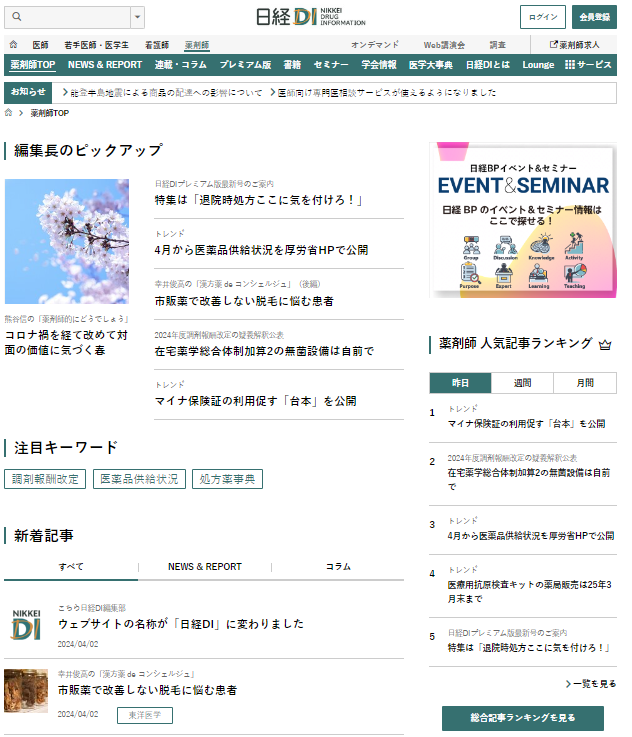 日経DI NIKKEI DRUG INFORMATION
ログイン
会員登録
医師 若手医師・医学生 看護師 薬剤師
オンデマンド Web講演会 調査 薬剤師求人
薬剤師TOP NEWS & REPORT 連載・コラム プレミアム版 書籍 セミナー 学会情報 医学大事典 日経DIとは Lounge サービス
お知らせ
能登半島地震による商品の配達への影響について
医師向け専門医相談サービスが使えるようになりました
薬剤師TOP
編集長のピックアップ
熊谷信の「薬剤師的にどうでしょう」
コロナ禍を経て改めて対
面の価値に気づく春
日経DIプレミアム版最新号のご案内
特集は「退院時処方ここに気を付けろ！」
トレンド
4月から医薬品供給状況を厚労省HPで公開
幸井俊高の「漢方薬 de コンシェルジュ」（後編）
市販薬で改善しない脱毛に悩む患者
2024年度調剤報酬改定の疑義解釈公表
在宅薬学総合体制加算2の無菌設備は自前で
トレンド
マイナ保険証の利用促す「台本」を公開
注目キーワード
調剤報酬改定
医薬品供給状況
処方薬事典
新着記事
すべて NEWS & REPORT コラム
NIKKEI
DI
こちら日経DI編集部
ウェブサイトの名称が「日経DI」に変わりました
2024/04/02
幸井俊高の「漢方薬 de コンシェルジュ」
市販薬で改善しない脱毛に悩む患者
2024/04/02 東洋医学
日経BPイベント&セミナー
EVENT&SEMINAR
日経 BP のイベント&セミナー情報は
ここで探せる！
Group Discussion Knowledge Activity
Purpose Expert Learning Teaching
薬剤師 人気記事ランキング
昨日 週間 月間
1 トレンド
マイナ保険証の利用促す「台本」を公開
2 2024年度調剤報酬改定の疑義解釈公表
在宅薬学総合体制加算2の無菌設備は自前
で
3 トレンド
4月から医薬品供給状況を厚労省HPで公開
4 トレンド
医療用抗原検査キットの薬局販売は25年3
月末まで
5 日経DIプレミアム版最新号のご案内
特集は「退院時処方ここに気を付けろ！」
一覧を見る
総合記事ランキングを見る